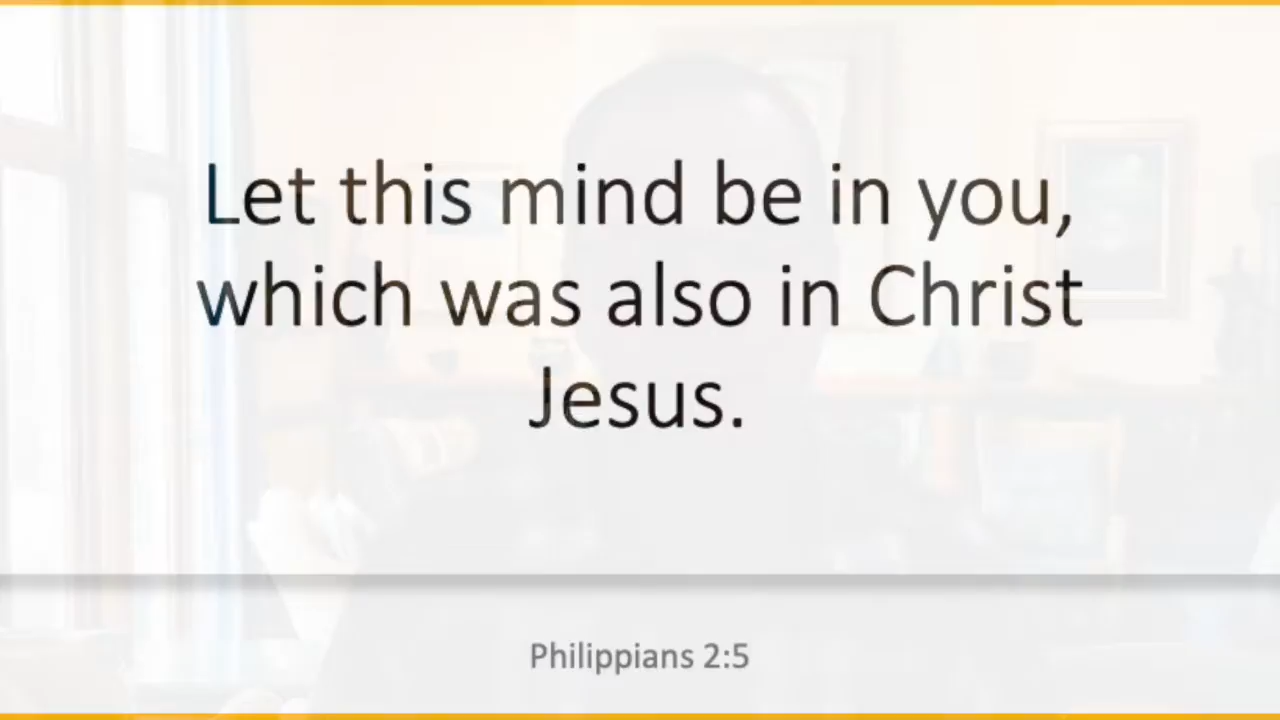 Let this mind be in you,
which was also in Christ
Jesus.
Philippians 2:5